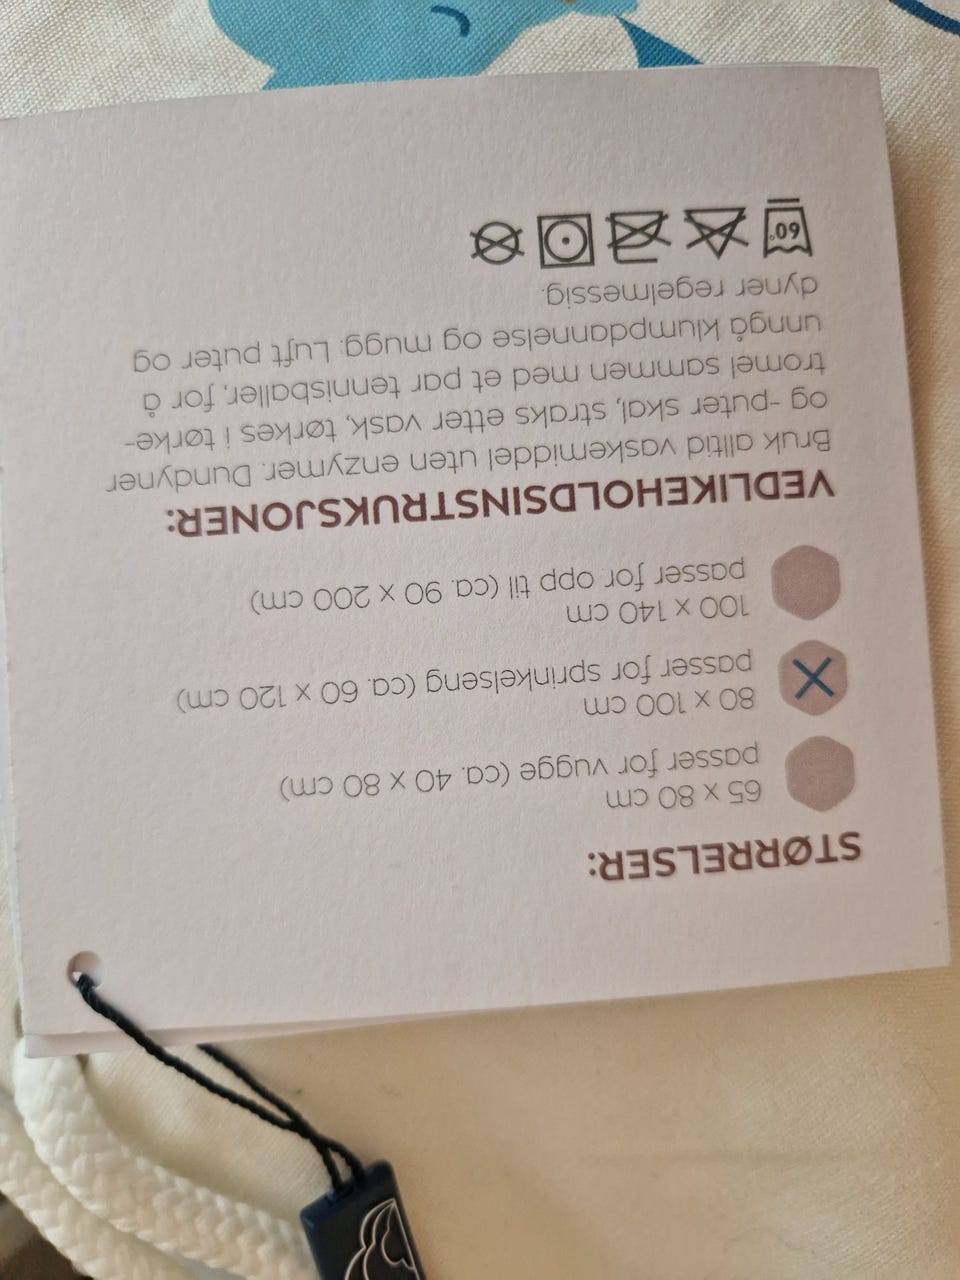 STØRRELSER:
65 x 80 cm
passer for vugge (ca. 40 x 80 cm)
80 x 100 cm
passer for sprinkelseng (ca. 60 x 120 cm)
100 x 140 cm
passer for opp til (ca. 90 x 200 cm)
VEDLIKEHOLDSINSTRUKSJONER:
Bruk alltid vaskemiddel uten enzymer. Dundyner
og -puter skal, straks etter vask, tørkes i tørke-
tromel sammen med et par tennisballer, for å
unngå klumpdannelse og mugg. Luft puter og
dyner regelmessig.
60°